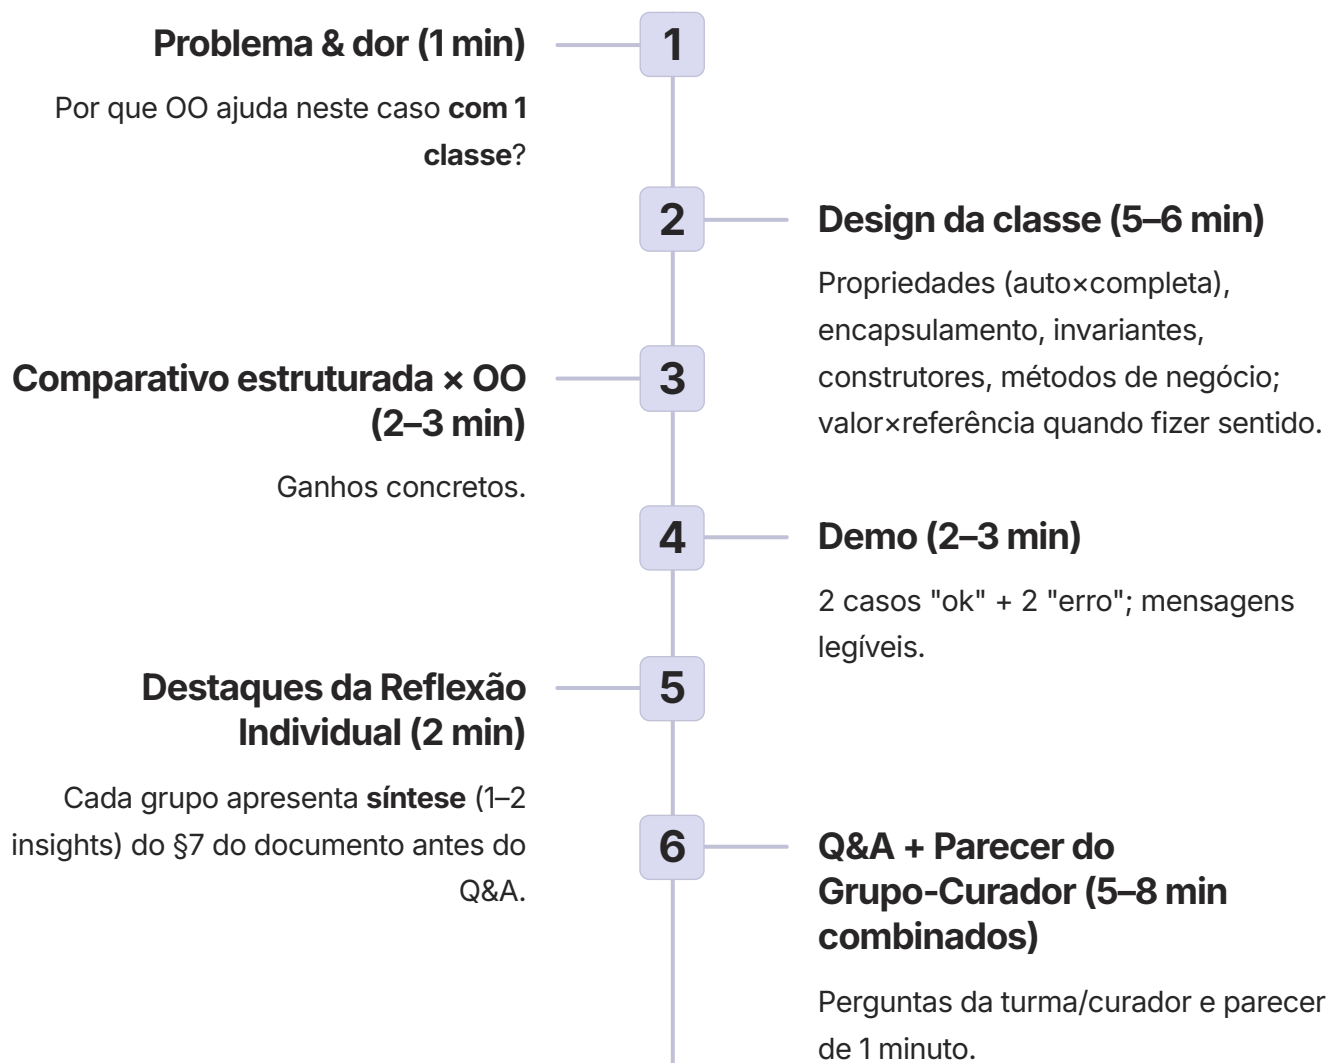 1
Problema & dor (1 min)
Por que OO ajuda neste caso com 1
classe?
2
Design da classe (5–6 min)
Propriedades (auto×completa),
encapsulamento, invariantes,
construtores, métodos de negócio;
valor×referência quando fizer sentido.
3
Comparativo estruturada × OO
(2–3 min)
Ganhos concretos.
4
Demo (2–3 min)
2 casos "ok" + 2 "erro"; mensagens
legíveis.
5
Destaques da Reflexão
Individual (2 min)
Cada grupo apresenta síntese (1–2
insights) do §7 do documento antes do
Q&A.
6
Q&A + Parecer do
Grupo-Curador (5–8 min
combinados)
Perguntas da turma/curador e parecer
de 1 minuto.